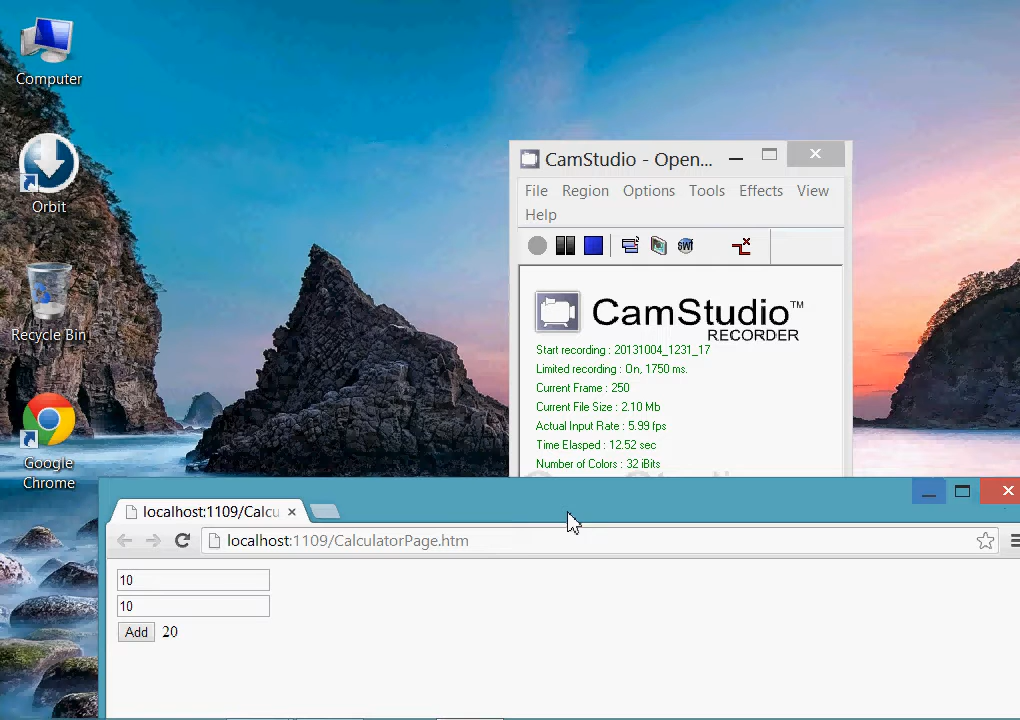 Computer
Orbit
Recycle Bin
Google
Chrome
CamStudio - Open...
File Region Options Tools Effects View
Help
SWF
CamStudio™
RECORDER
Start recording : 20131004_1231_17
Limited recording : On, 1750 ms.
Current Frame : 250
Current File Size : 2.10 Mb
Actual Input Rate : 5.99 fps
Time Elasped : 12.52 sec
Number of Colors : 32 iBits
localhost:1109/Calcu
localhost:1109/CalculatorPage.htm
10
10
Add 20